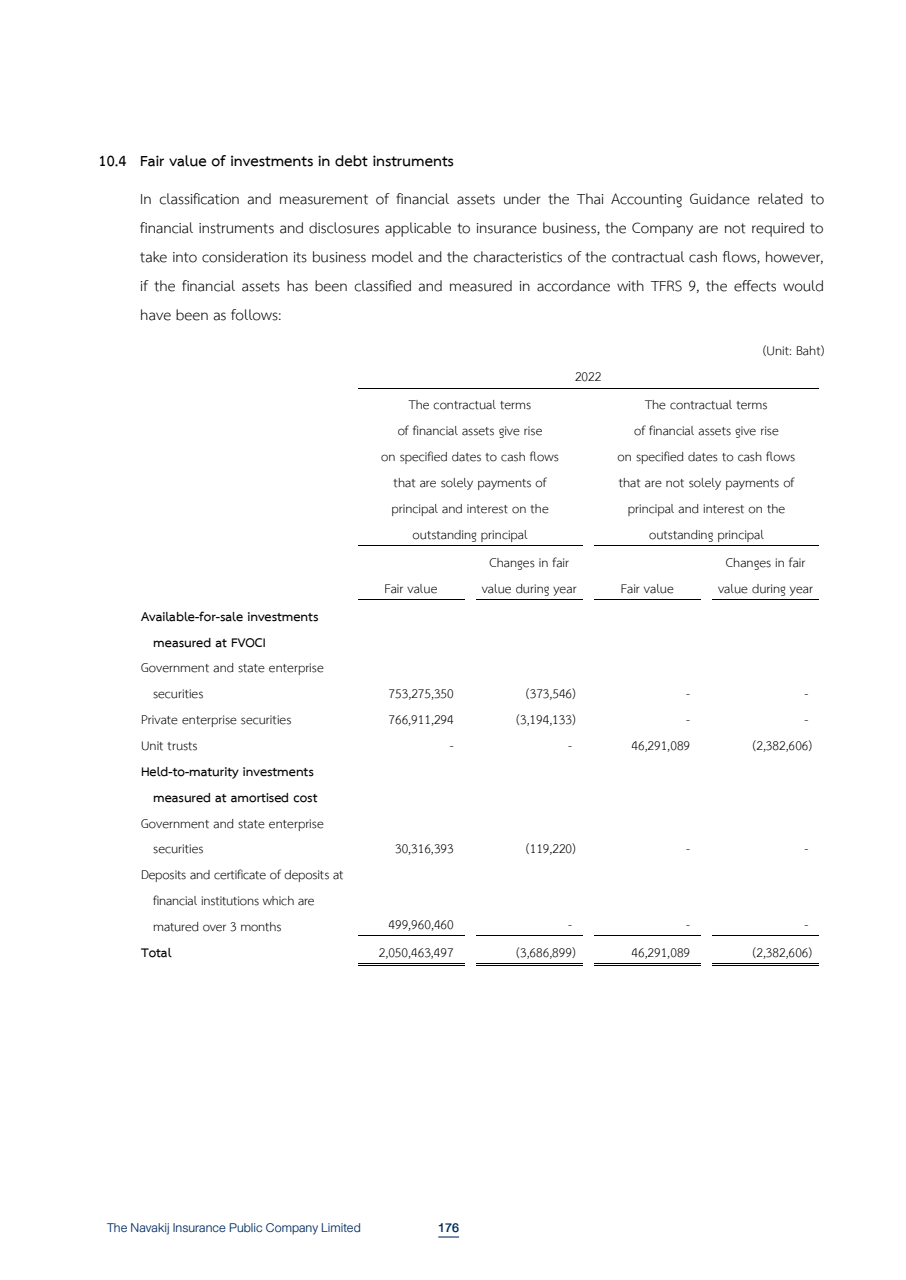 10.4 Fair value of investments in debt instruments
In classification and measurement of financial assets under the Thai Accounting Guidance related to
financial instruments and disclosures applicable to insurance business, the Company are not required to
take into consideration its business model and the characteristics of the contractual cash flows, however,
if the financial assets has been classified and measured in accordance with TFRS 9, the effects would
have been as follows:
(Unit: Baht)
2022
The contractual terms The contractual terms
of financial assets give rise of financial assets give rise
on specified dates to cash flows on specified dates to cash flows
that are solely payments of that are not solely payments of
principal and interest on the principal and interest on the
outstanding principal outstanding principal
Changes in fair Changes in fair
Fair value value during year Fair value value during year
Available-for-sale investments
measured at FVOCI
Government and state enterprise
securities 753,275,350 (373,546) - -
Private enterprise securities 766,911,294 (3,194,133) - -
Unit trusts - - 46,291,089 (2,382,606)
Held-to-maturity investments
measured at amortised cost
Government and state enterprise
securities 30,316,393 (119,220) - -
Deposits and certificate of deposits at
financial institutions which are
matured over 3 months 499,960,460 - - -
Total 2,050,463,497 (3,686,899) 46,291,089 (2,382,606)
The Navakij Insurance Public Company Limited 176